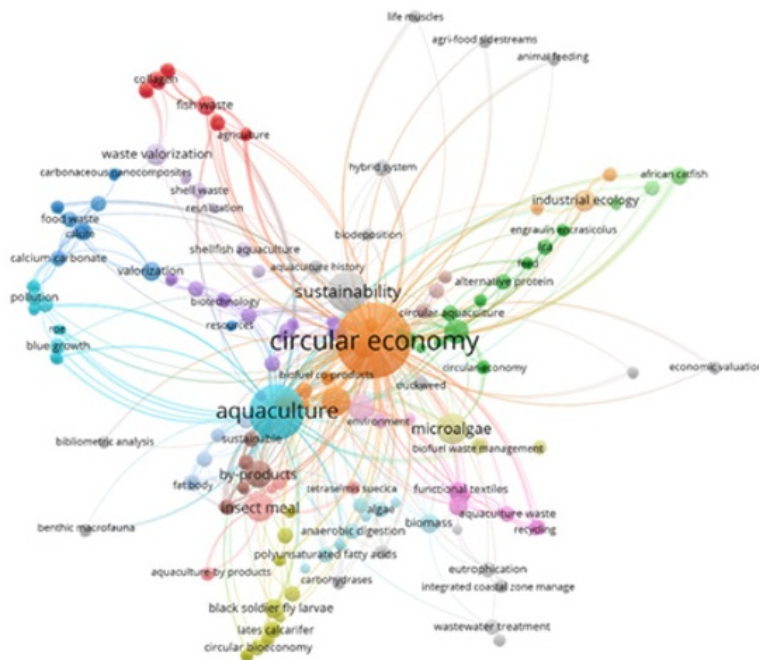 life muscles
agri-food sidestreams
animal feeding
collagen
fish waste
agriculture
waste valorization
hybrid system
carbonaceous nanocomposites
african catfish
shell waste
industrial ecology
reutilization
food waste
biodeposition
engraulis encrasicolus
calcite
shellfish aquaculture
calcium carbonate
aquaculture history
feed
valorization
alternative protein
sustainability
pollution
biotechnology
circular aquaculture
roe
resources
circular economy
blue growth
circular economy
economic valuation
biofuel co-products
duckweed
aquaculture
environment
microalgae
sustainable
bibliometric analysis
biofuel waste management
by-products
fat body
tetraselmis suecica
functional textiles
insect meal
algae
aquaculture waste
benthic macrofauna
biomass
anaerobic digestion
recycling
polyunsaturated fatty acids
aquaculture by products
carbohydrases
eutrophication
integrated coastal zone manage
black soldier fly larvae
lates calcarifer
wastewater treatment
circular bioeconomy